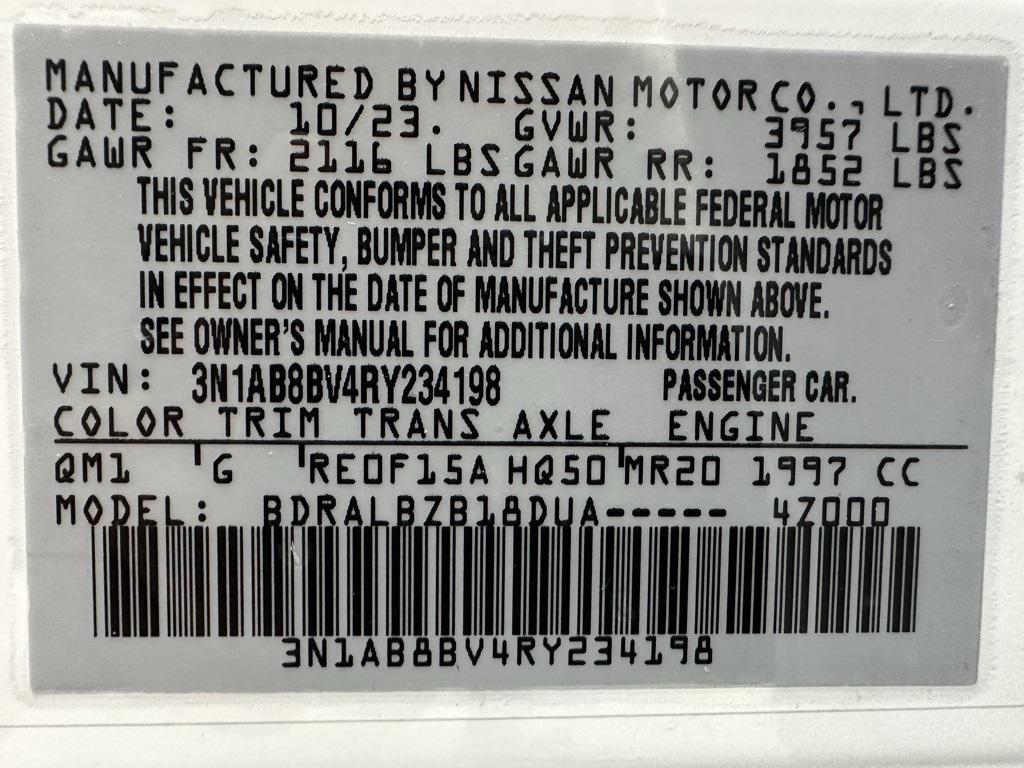 MANUFACTURED BY NISSAN MOTOR CO., LTD.
DATE: 10/23. GVWR: 3957 LBS
GAWR FR: 2116 LBS GAWR RR: 1852 LBS
THIS VEHICLE CONFORMS TO ALL APPLICABLE FEDERAL MOTOR
VEHICLE SAFETY, BUMPER AND THEFT PREVENTION STANDARDS
IN EFFECT ON THE DATE OF MANUFACTURE SHOWN ABOVE.
SEE OWNER'S MANUAL FOR ADDITIONAL INFORMATION.
VIN: 3N1AB8BV4RY234198 PASSENGER CAR.
COLOR TRIM TRANS AXLE ENGINE
QM1 G RE0F15A HQ50 MR20 1997 CC
MODEL: BDRALBZB18DUA----- 4Z000
3N1AB8BV4RY234198